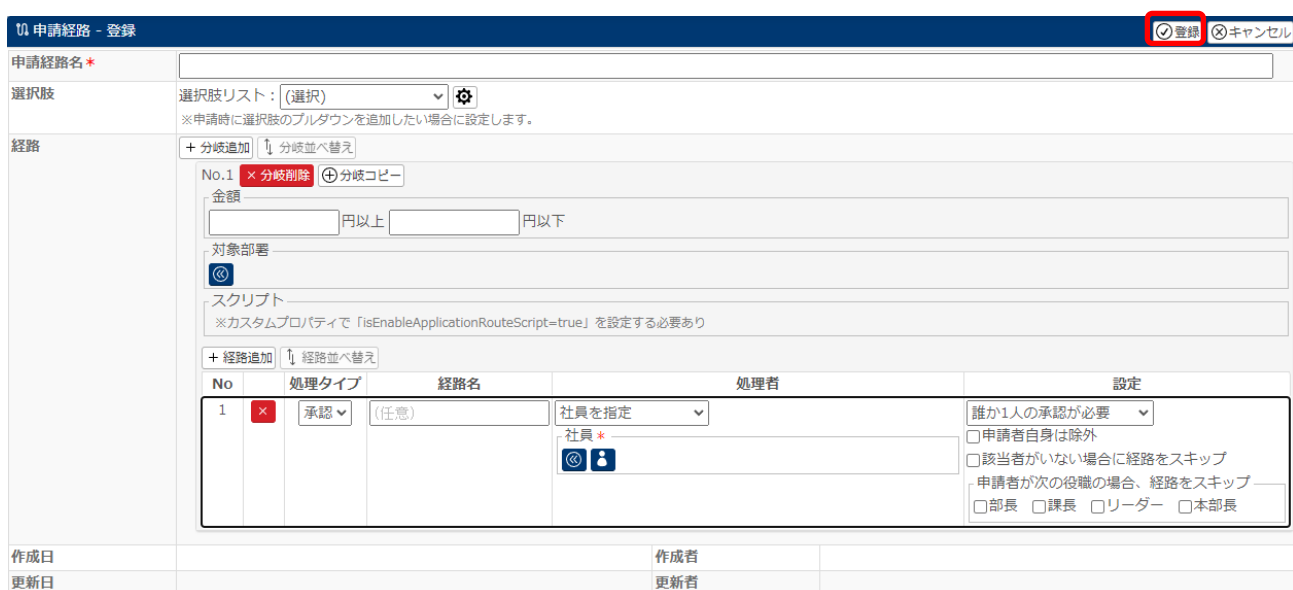 申請経路 - 登録 登録 キャンセル
申請経路名*
選択肢 選択肢リスト: (選択)
※申請時に選択肢のプルダウンを追加したい場合に設定します。
経路 + 分岐追加 分岐並べ替え
No.1 × 分岐削除 分岐コピー
金額
円以上 円以下
対象部署
スクリプト
※カスタムプロパティで「isEnableApplicationRouteScript=true」を設定する必要あり
+ 経路追加 経路並べ替え
No 処理タイプ 経路名 処理者 設定
1 × 承認 (任意) 社員を指定 誰か1人の承認が必要
社員* 申請者自身は除外
該当者がいない場合に経路をスキップ
申請者が次の役職の場合、経路をスキップ
部長 課長 リーダー 本部長
作成日 作成者
更新日 更新者